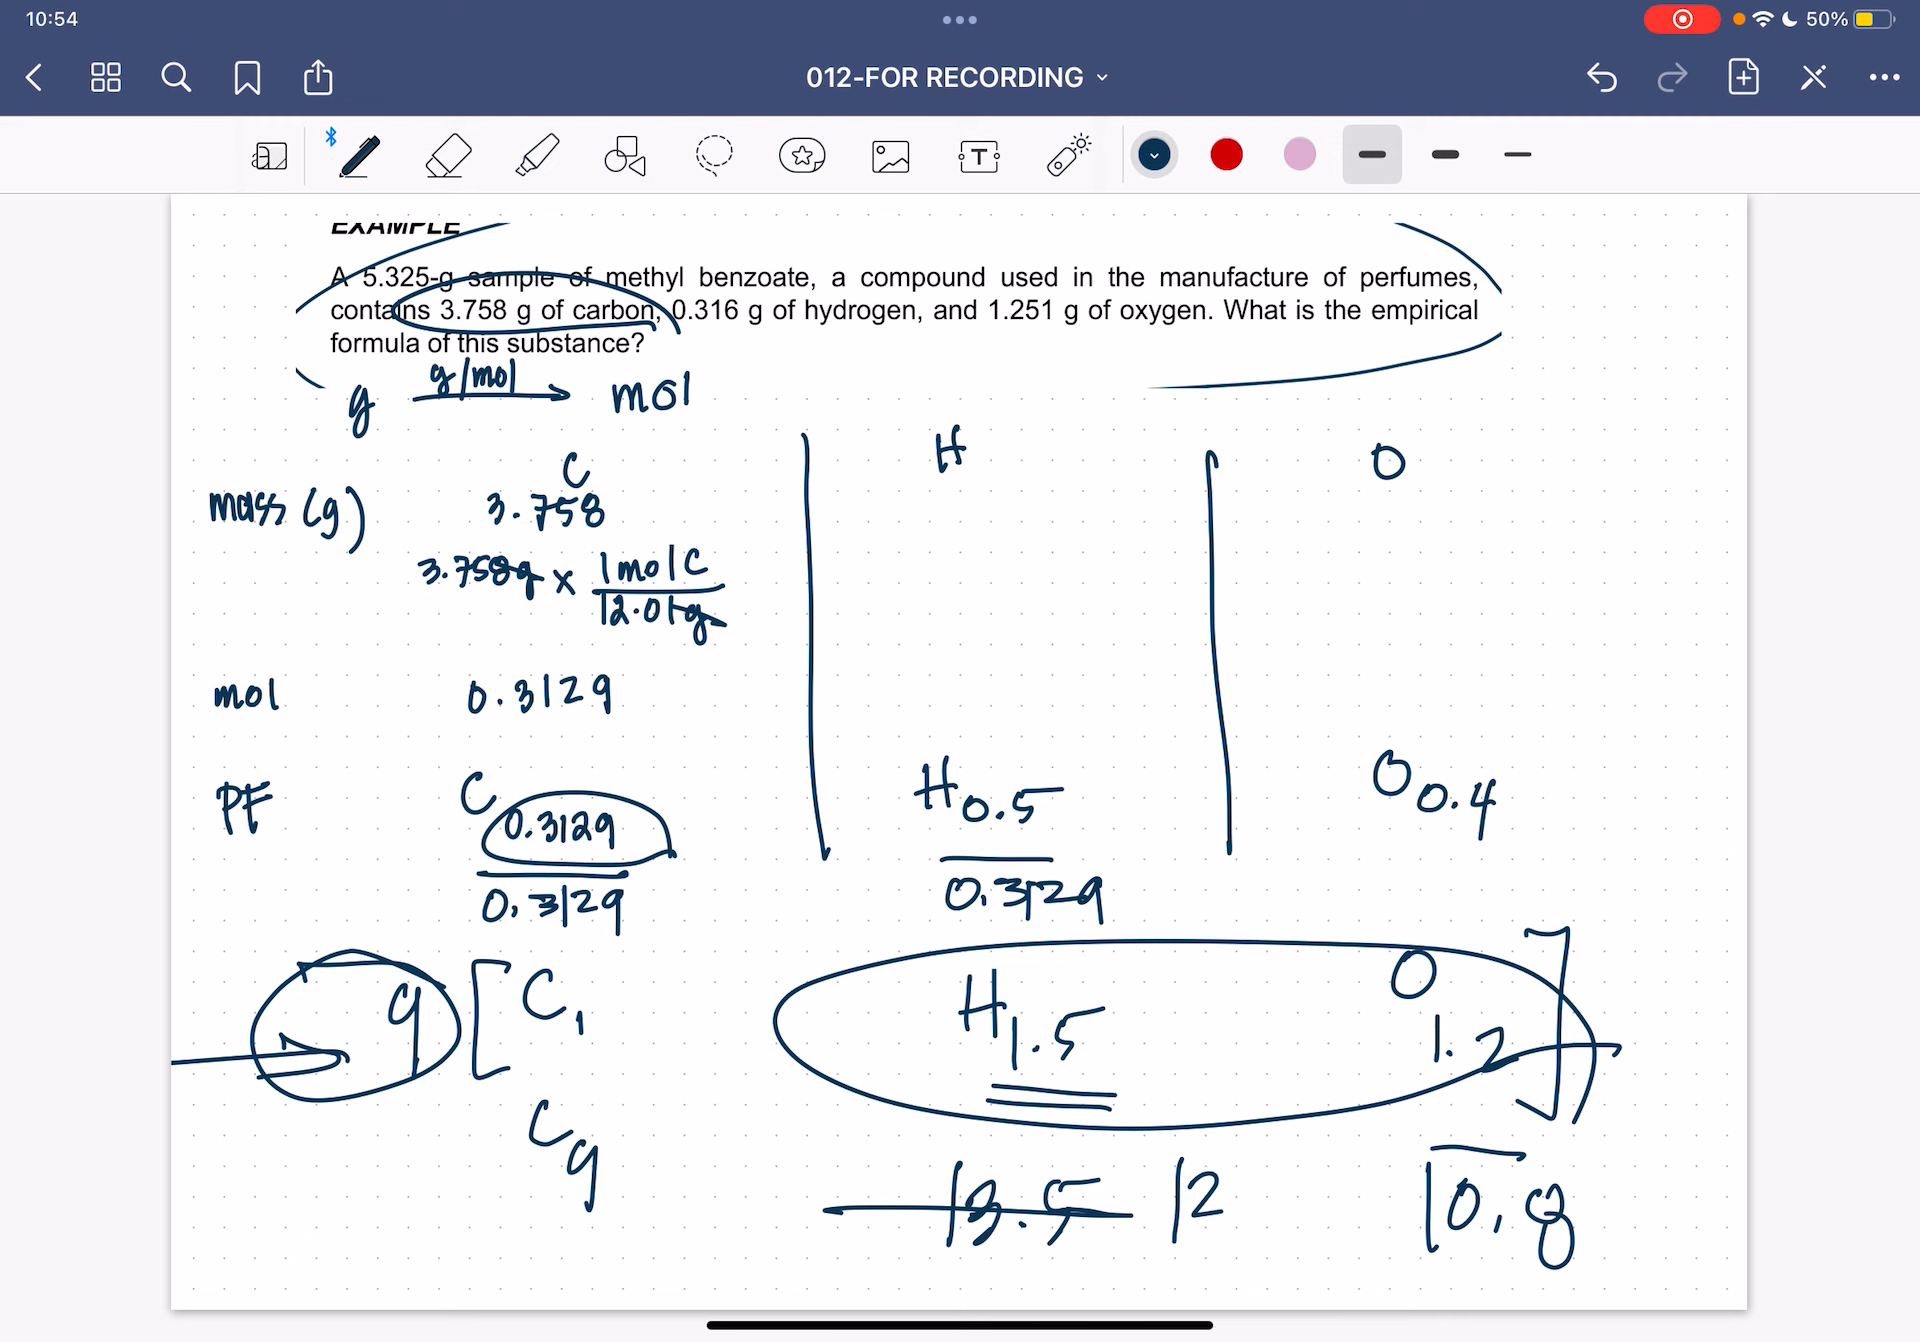 10:54
50%
012-FOR RECORDING
EXAMPLE
A 5.325-g sample of methyl benzoate, a compound used in the manufacture of perfumes,
contains 3.758 g of carbon, 0.316 g of hydrogen, and 1.251 g of oxygen. What is the empirical
formula of this substance?
g g/mol mol
C H O
mass (g) 3.758
3.758g x 1 mol C
12.01g
mol 0.3129
PF C 0.3129 H 0.5 O 0.4
0.3129 0.3129
9 [ C1 H1.5 O1.2 ]
C9 13.5 12 10.8